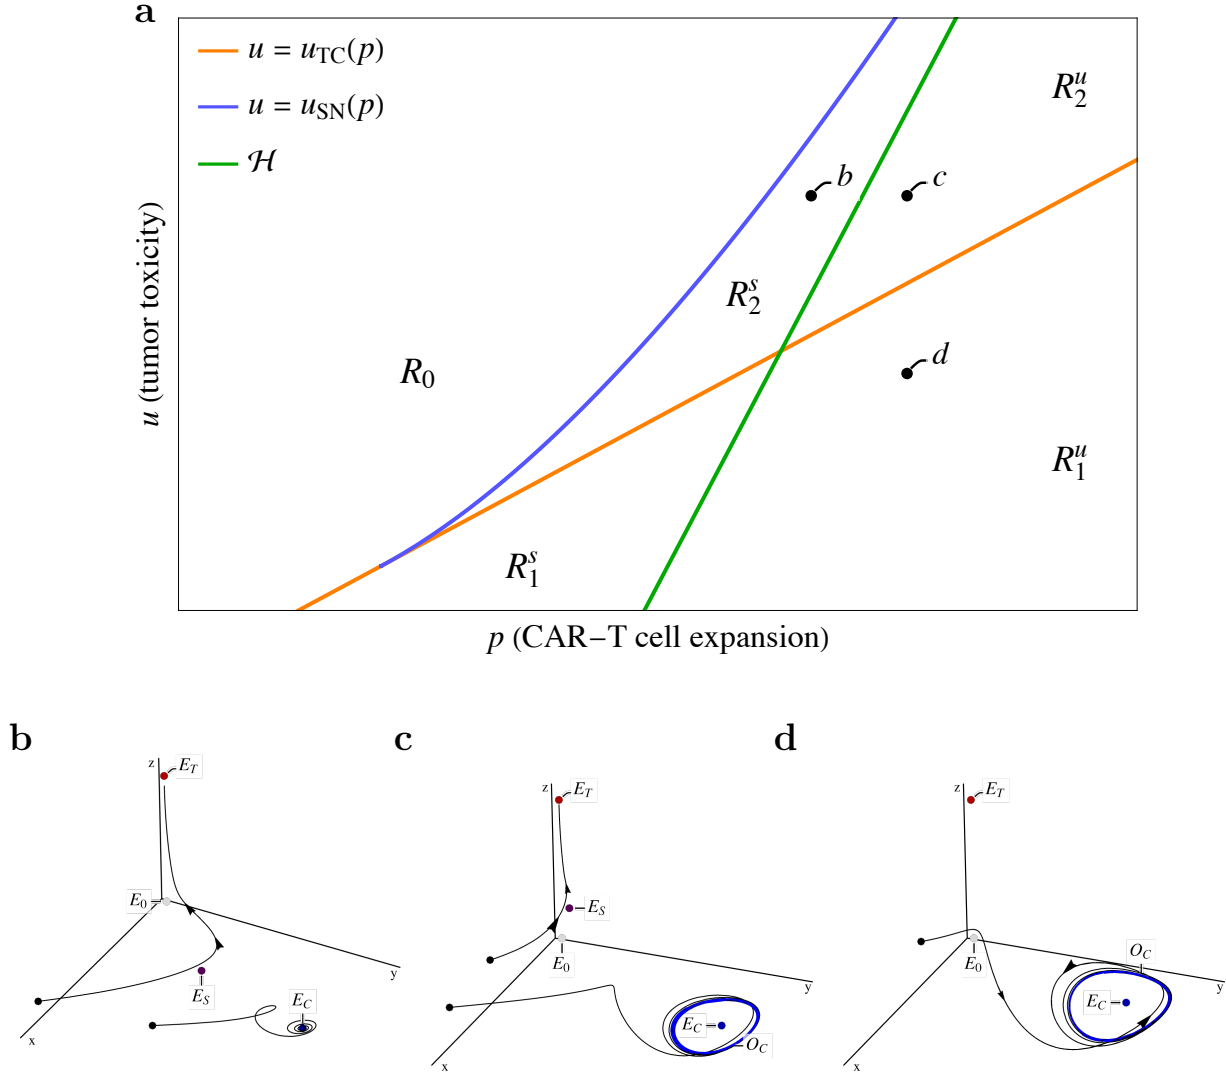 a
u = u_TC(p)
u = u_SN(p)
ℋ
R_2^u
b
c
R_2^s
d
R_0
R_1^u
R_1^s
u (tumor toxicity)
p (CAR−T cell expansion)
b
z
E_T
E_0
E_S
E_C
x
y
c
z
E_T
E_S
E_0
E_C
O_C
x
y
d
z
E_T
E_0
O_C
E_C
x
y